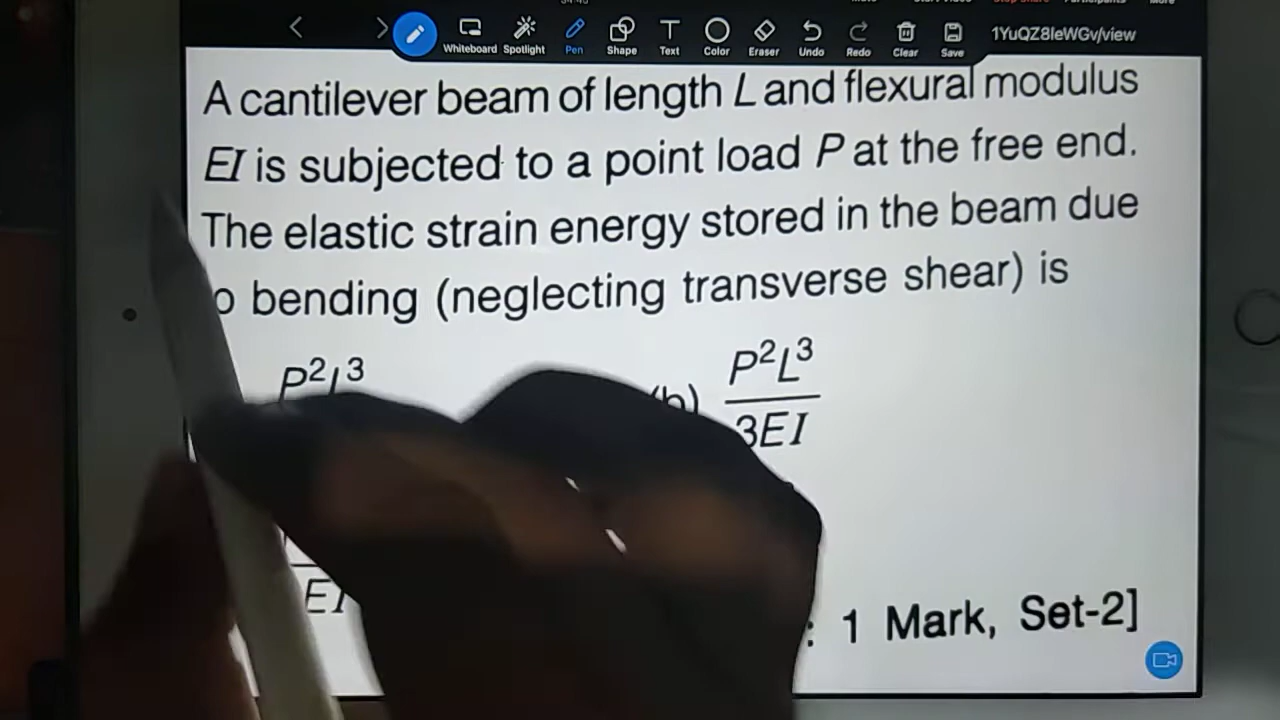 Whiteboard Spotlight Pen Shape Text Color Eraser Undo Redo Clear Save 1YuQZ8leWGv/view
A cantilever beam of length L and flexural modulus
EI is subjected to a point load P at the free end.
The elastic strain energy stored in the beam due
bending (neglecting transverse shear) is
P²L³
(b) P²L³
3EI
EI
1 Mark, Set-2]